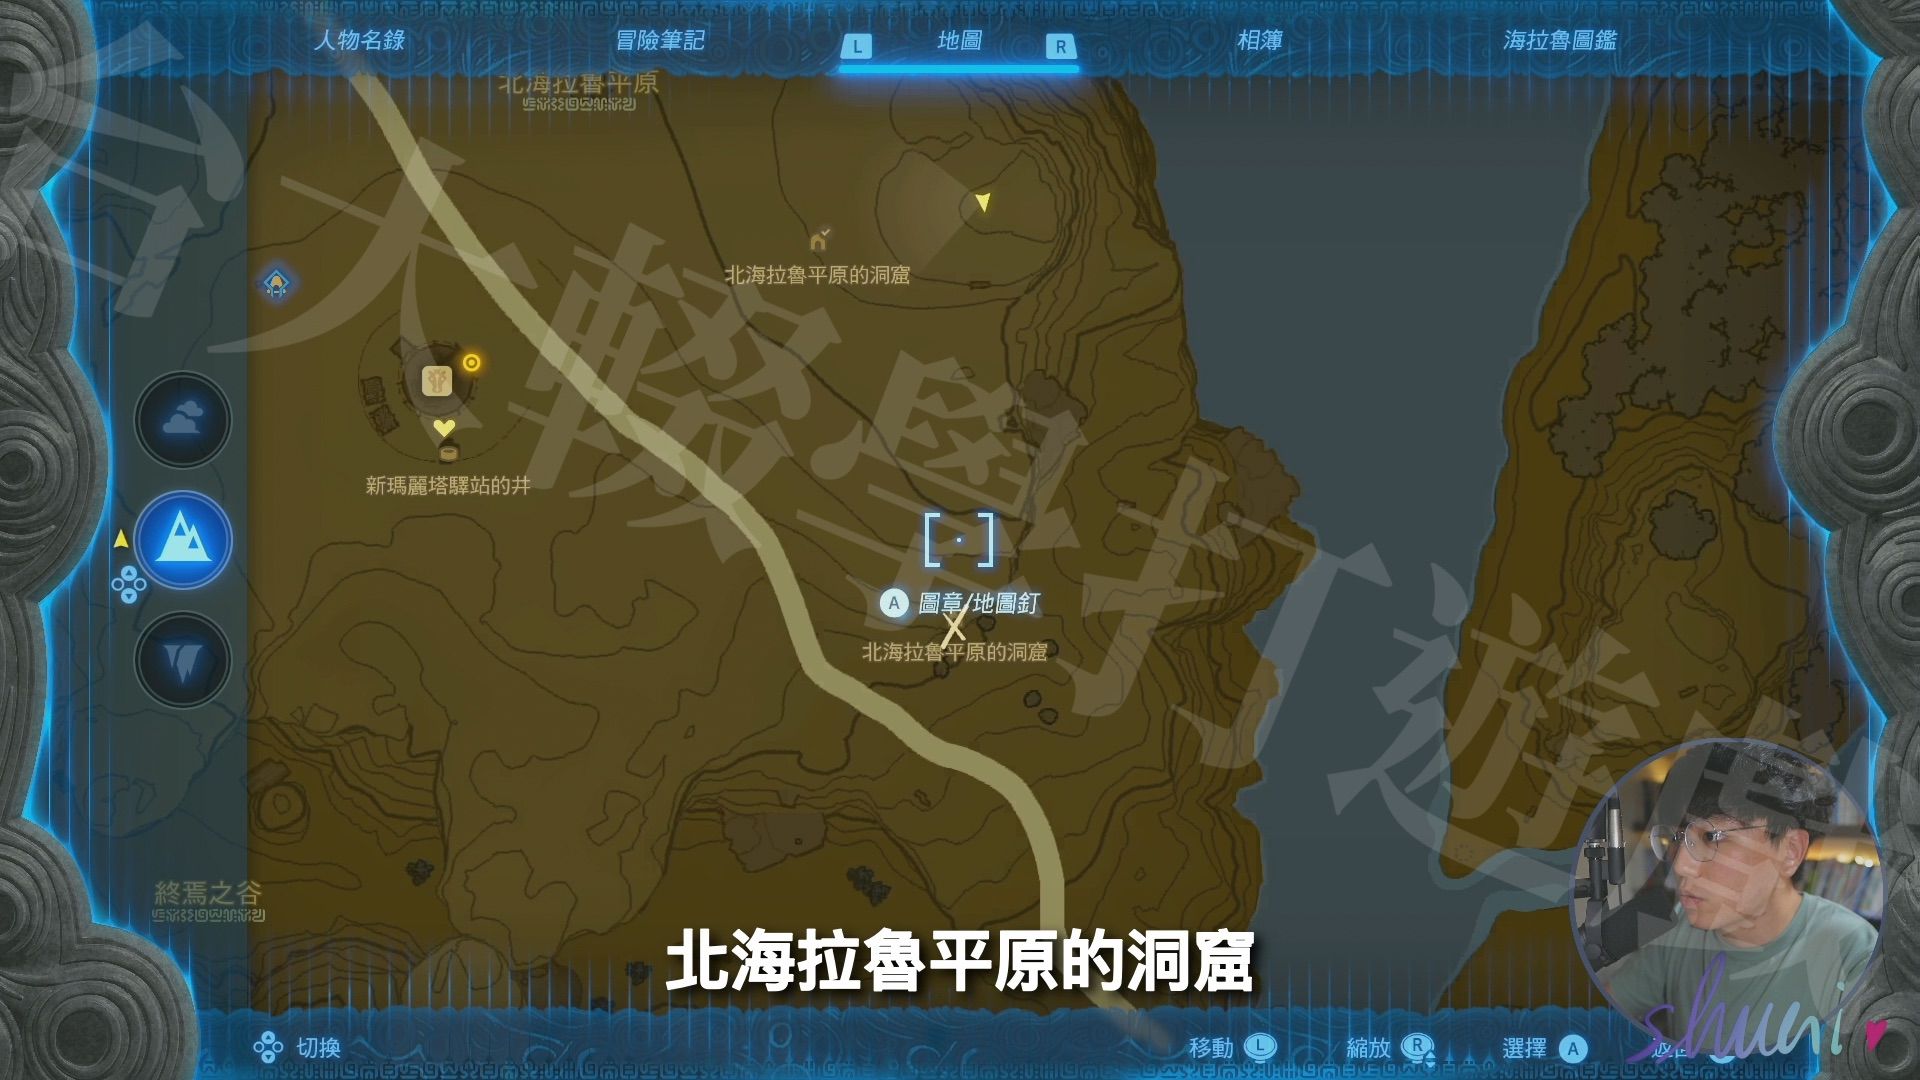 人物名錄
冒險筆記
L
地圖
R
相簿
海拉魯圖鑑
北海拉魯平原
北海拉魯平原的洞窟
新瑪麗塔驛站的井
A 圖章/地圖釘
北海拉魯平原的洞窟
終焉之谷
北海拉魯平原的洞窟
切換
移動 L
縮放 R
選擇 A
台大醫學打遊戲
shuni